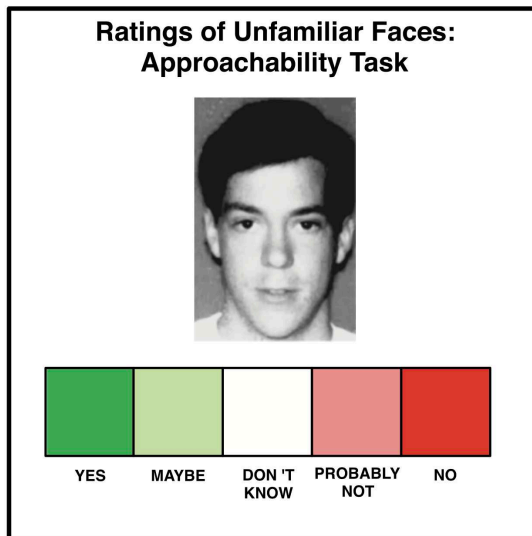 Ratings of Unfamiliar Faces:
Approachability Task
YES
MAYBE
DON 'T
KNOW
PROBABLY
NOT
NO